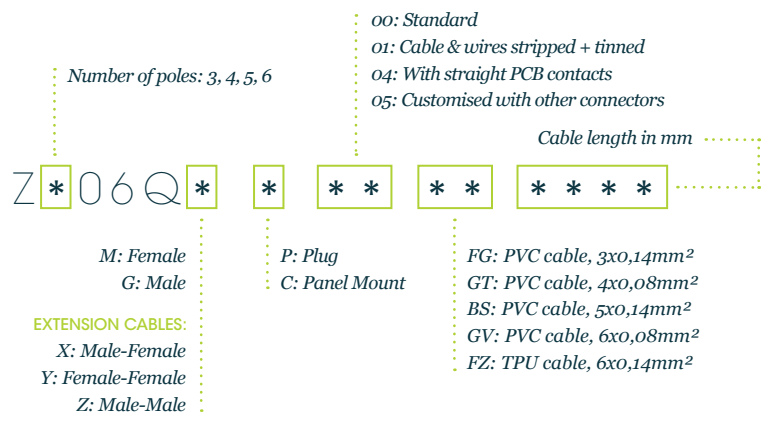 00: Standard
01: Cable & wires stripped + tinned
04: With straight PCB contacts
05: Customised with other connectors
Number of poles: 3, 4, 5, 6
Cable length in mm
Z * 06Q * * * * * * * * * *
M: Female
G: Male
EXTENSION CABLES:
X: Male-Female
Y: Female-Female
Z: Male-Male
P: Plug
C: Panel Mount
FG: PVC cable, 3x0,14mm²
GT: PVC cable, 4x0,08mm²
BS: PVC cable, 5x0,14mm²
GV: PVC cable, 6x0,08mm²
FZ: TPU cable, 6x0,14mm²